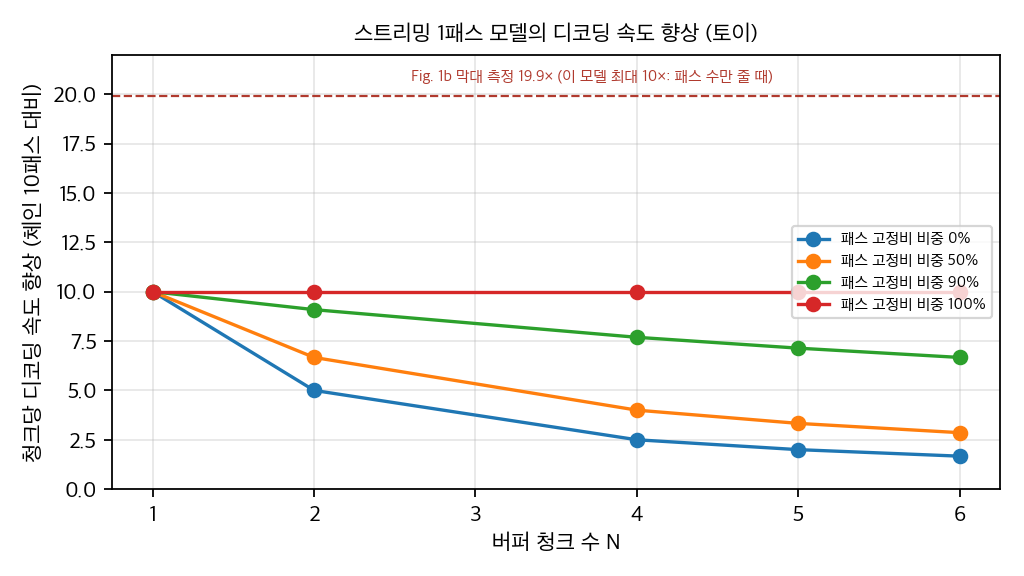 스트리밍 1패스 모델의 디코딩 속도 향상 (토이)
Fig. 1b 막대 측정 19.9× (이 모델 최대 10×: 패스 수만 줄 때)
청크당 디코딩 속도 향상 (체인 10패스 대비)
20.0
17.5
15.0
12.5
10.0
7.5
5.0
2.5
0.0
패스 고정비 비중 0%
패스 고정비 비중 50%
패스 고정비 비중 90%
패스 고정비 비중 100%
1 2 3 4 5 6
버퍼 청크 수 N